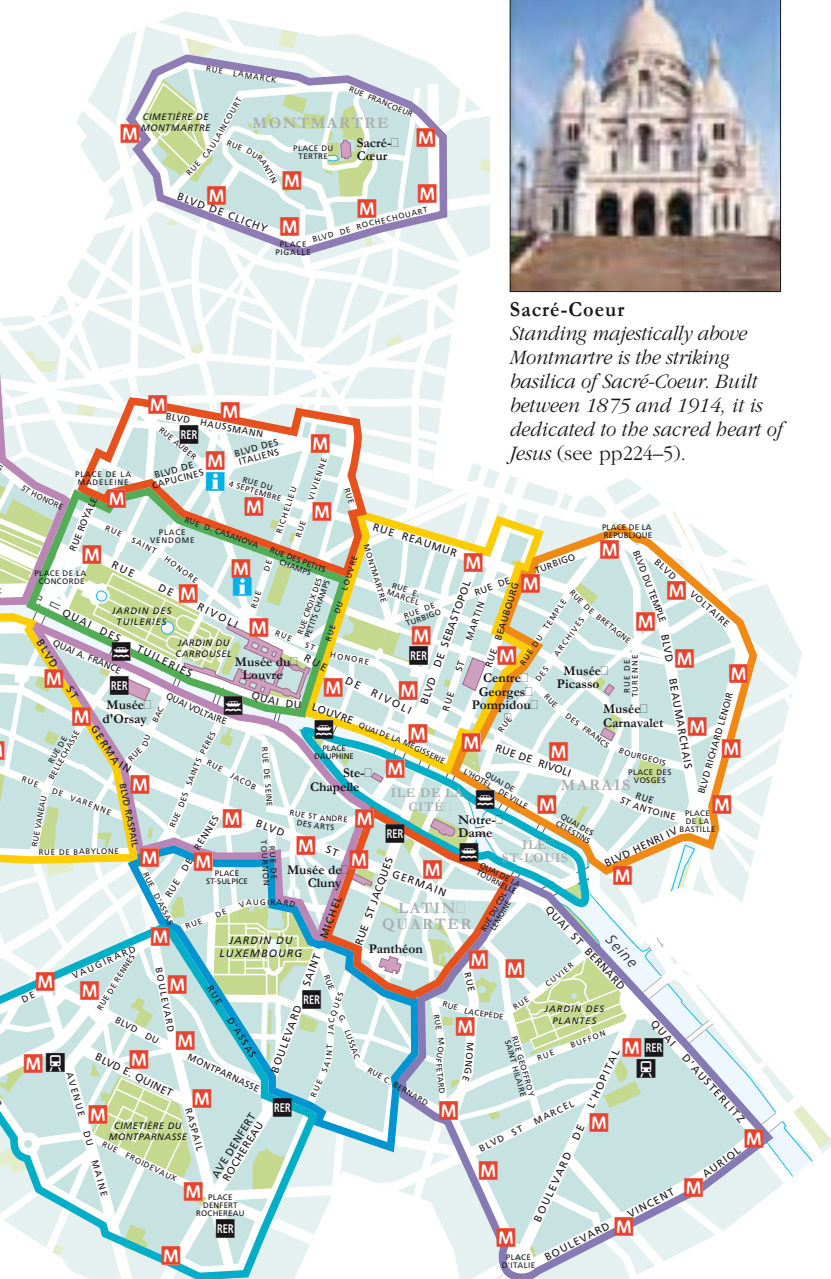 RUE LAMARCK
RUE FRANCOEUR
CIMETIÈRE DE
MONTMARTRE
RUE CAULAINCOURT
MONTMARTRE
RUE DURANTIN
PLACE DU
TERTRE
Sacré-
Cœur
BLVD DE CLICHY
PLACE
PIGALLE
BLVD DE ROCHECHOUART
M
M
M
M
M
M
M
Sacré-Coeur
Standing majestically above
Montmartre is the striking
basilica of Sacré-Coeur. Built
between 1875 and 1914, it is
dedicated to the sacred heart of
Jesus (see pp224–5).
BLVD HAUSSMANN
RER
RUE AUBER
BLVD DES
ITALIENS
BLVD DE
CAPUCINES
PLACE DE LA
MADELEINE
RUE DU
4 SEPTEMBRE
RICHELIEU
RUE VIVIENNE
RUE
ST HONORE
RUE ROYALE
PLACE
VENDOME
RUE D. CASANOVA
RUE DES PETITS
CHAMPS
RUE SAINT HONORE
PLACE DE LA
CONCORDE
RUE DE RIVOLI
RUE DE
RUE CROIX DES
PETITS CHAMPS
RUE DU LOUVRE
MONTMARTRE
JARDIN DES
TUILERIES
JARDIN DU
CARROUSEL
Musée du
Louvre
RUE ST HONORE
QUAI DES TUILERIES
RUE DE RIVOLI
QUAI DU LOUVRE
RUE REAUMUR
RUE E.
MARCEL
RUE DE
TURBIGO
RER
BLVD DE SEBASTOPOL
RUE ST MARTIN
RUE DE TURBIGO
RUE BEAUBOURG
Centre
Georges
Pompidou
PLACE DE LA
REPUBLIQUE
BLVD VOLTAIRE
BLVD DU TEMPLE
RUE DU TEMPLE
RUE DE BRETAGNE
RUE DES ARCHIVES
RUE DE
TURENNE
Musée
Picasso
Musée
Carnavalet
RUE DES FRANCS BOURGEOIS
BLVD BEAUMARCHAIS
BLVD RICHARD LENOIR
RUE DE RIVOLI
PLACE DES
VOSGES
MARAIS
RUE
ST ANTOINE
PLACE
DE LA
BASTILLE
BLVD HENRI IV
QUAI DES
CELESTINS
QUAI DE
L'HOTEL DE VILLE
QUAI DE LA MEGISSERIE
QUAI A. FRANCE
RER
Musée
d'Orsay
QUAI VOLTAIRE
BLVD ST GERMAIN
RUE DU BAC
RUE DE
BELLECHASSE
RUE DES SAINTS PERES
RUE JACOB
RUE DE SEINE
RUE DE VARENNE
RUE VANEAU
BLVD RASPAIL
RUE DE BABYLONE
RUE DE RENNES
BLVD ST GERMAIN
RUE ST ANDRE
DES ARTS
PLACE
DAUPHINE
Ste-
Chapelle
ÎLE DE LA
CITÉ
RER
Notre-
Dame
ÎLE
ST-LOUIS
QUAI DE
TOURNELLE
PLACE
ST-SULPICE
RUE DE
TOURNON
Musée de
Cluny
RUE ST JACQUES
LATIN
QUARTER
RUE DU CDL
LEMOINE
Panthéon
MICHEL
RUE D'ASSAS
RUE DE VAUGIRARD
JARDIN DU
LUXEMBOURG
BOULEVARD SAINT
RER
RUE SAINT JACQUES
RUE G. LUSSAC
RUE C. BERNARD
QUAI ST BERNARD
Seine
RUE CUVIER
JARDIN DES
PLANTES
RUE LACEPÈDE
RUE BUFFON
RUE MONGE
RUE MOUFFETARD
RUE GEOFFROY
SAINT HILAIRE
RER
QUAI D'AUSTERLITZ
BLVD ST MARCEL
BOULEVARD DE L'HOPITAL
BOULEVARD VINCENT AURIOL
PLACE
D'ITALIE
DE VAUGIRARD
RUE DE RENNES
BOULEVARD RASPAIL
RUE D'ASSAS
BLVD DU MONTPARNASSE
BLVD E. QUINET
AVENUE DU MAINE
CIMETIÈRE DU
MONTPARNASSE
RUE FROIDEVAUX
AVE DENFERT
ROCHEREAU
RER
PLACE
DENFERT
ROCHEREAU
RER